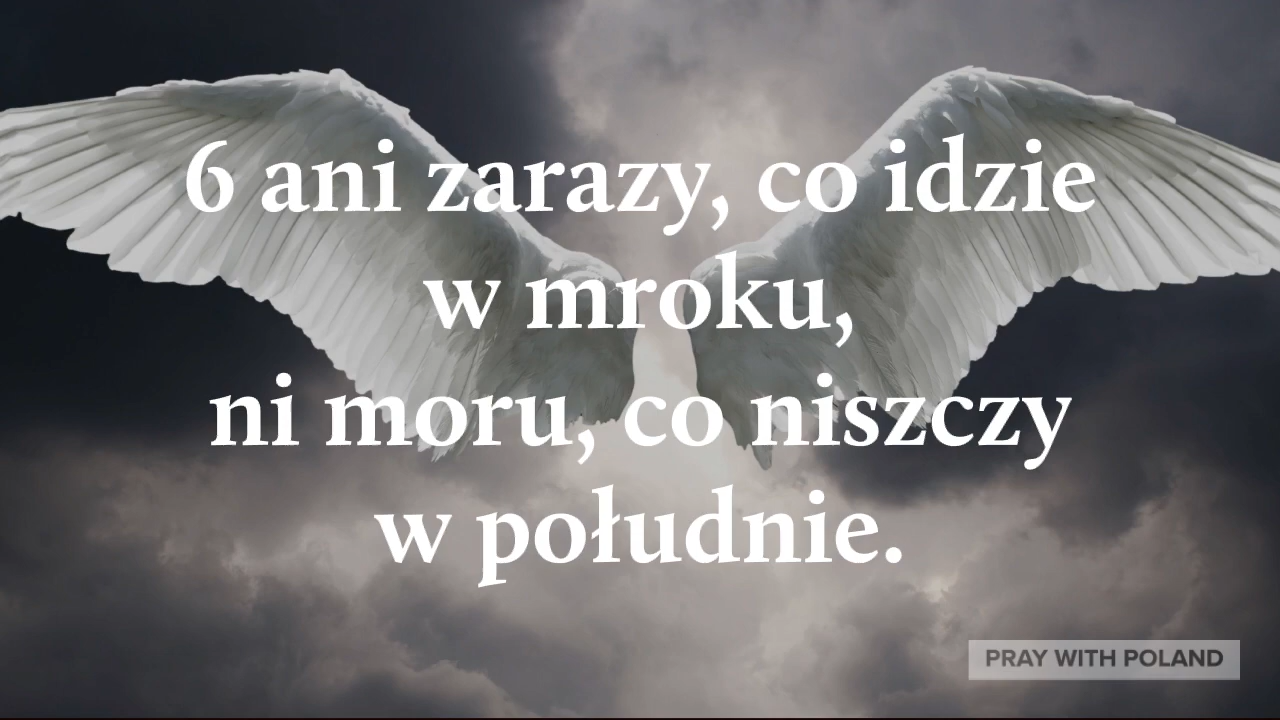 6 ani zarazy, co idzie
w mroku,
ni moru, co niszczy
w południe.
PRAY WITH POLAND